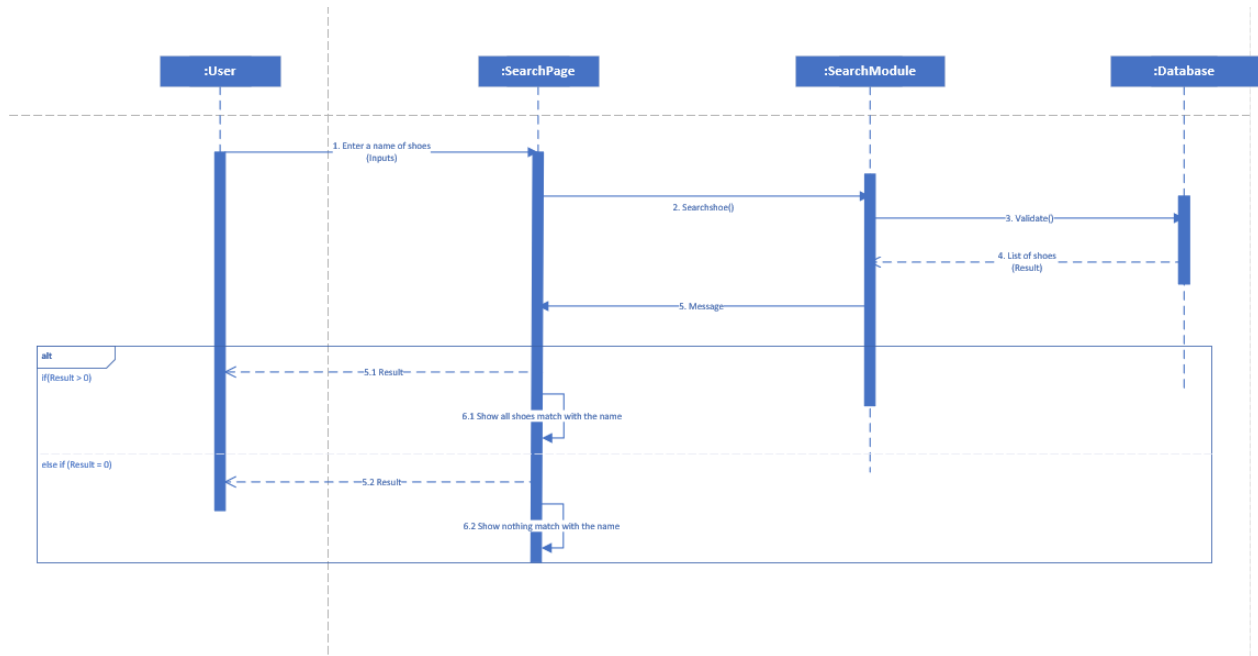 :User
:SearchPage
:SearchModule
:Database
1. Enter a name of shoes
(Inputs)
2. Searchshoe()
3. Validate()
4. List of shoes
(Result)
5. Message
alt
if(Result > 0)
5.1 Result
6.1 Show all shoes match with the name
else if (Result = 0)
5.2 Result
6.2 Show nothing match with the name